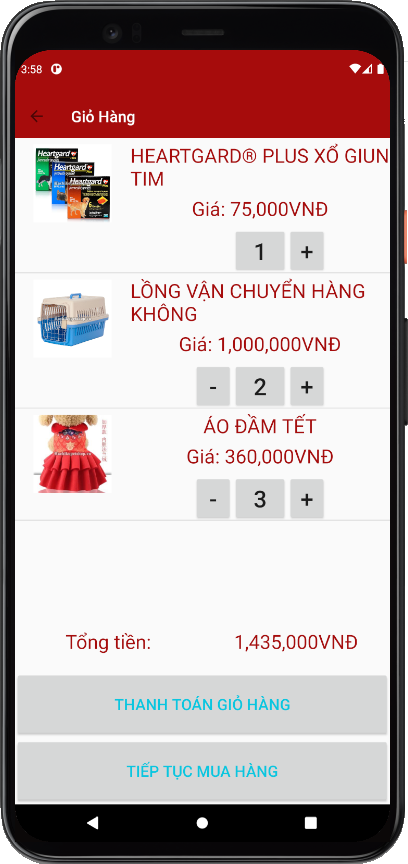 3:58
Giỏ Hàng
Heartgard
Heartgard
Heartgard
HEARTGARD® PLUS XỔ GIUN
TIM
Giá: 75,000VNĐ
1 +
LỒNG VẬN CHUYỂN HÀNG
KHÔNG
Giá: 1,000,000VNĐ
- 2 +
ÁO ĐẦM TẾT
Giá: 360,000VNĐ
- 3 +
Tổng tiền: 1,435,000VNĐ
THANH TOÁN GIỎ HÀNG
TIẾP TỤC MUA HÀNG